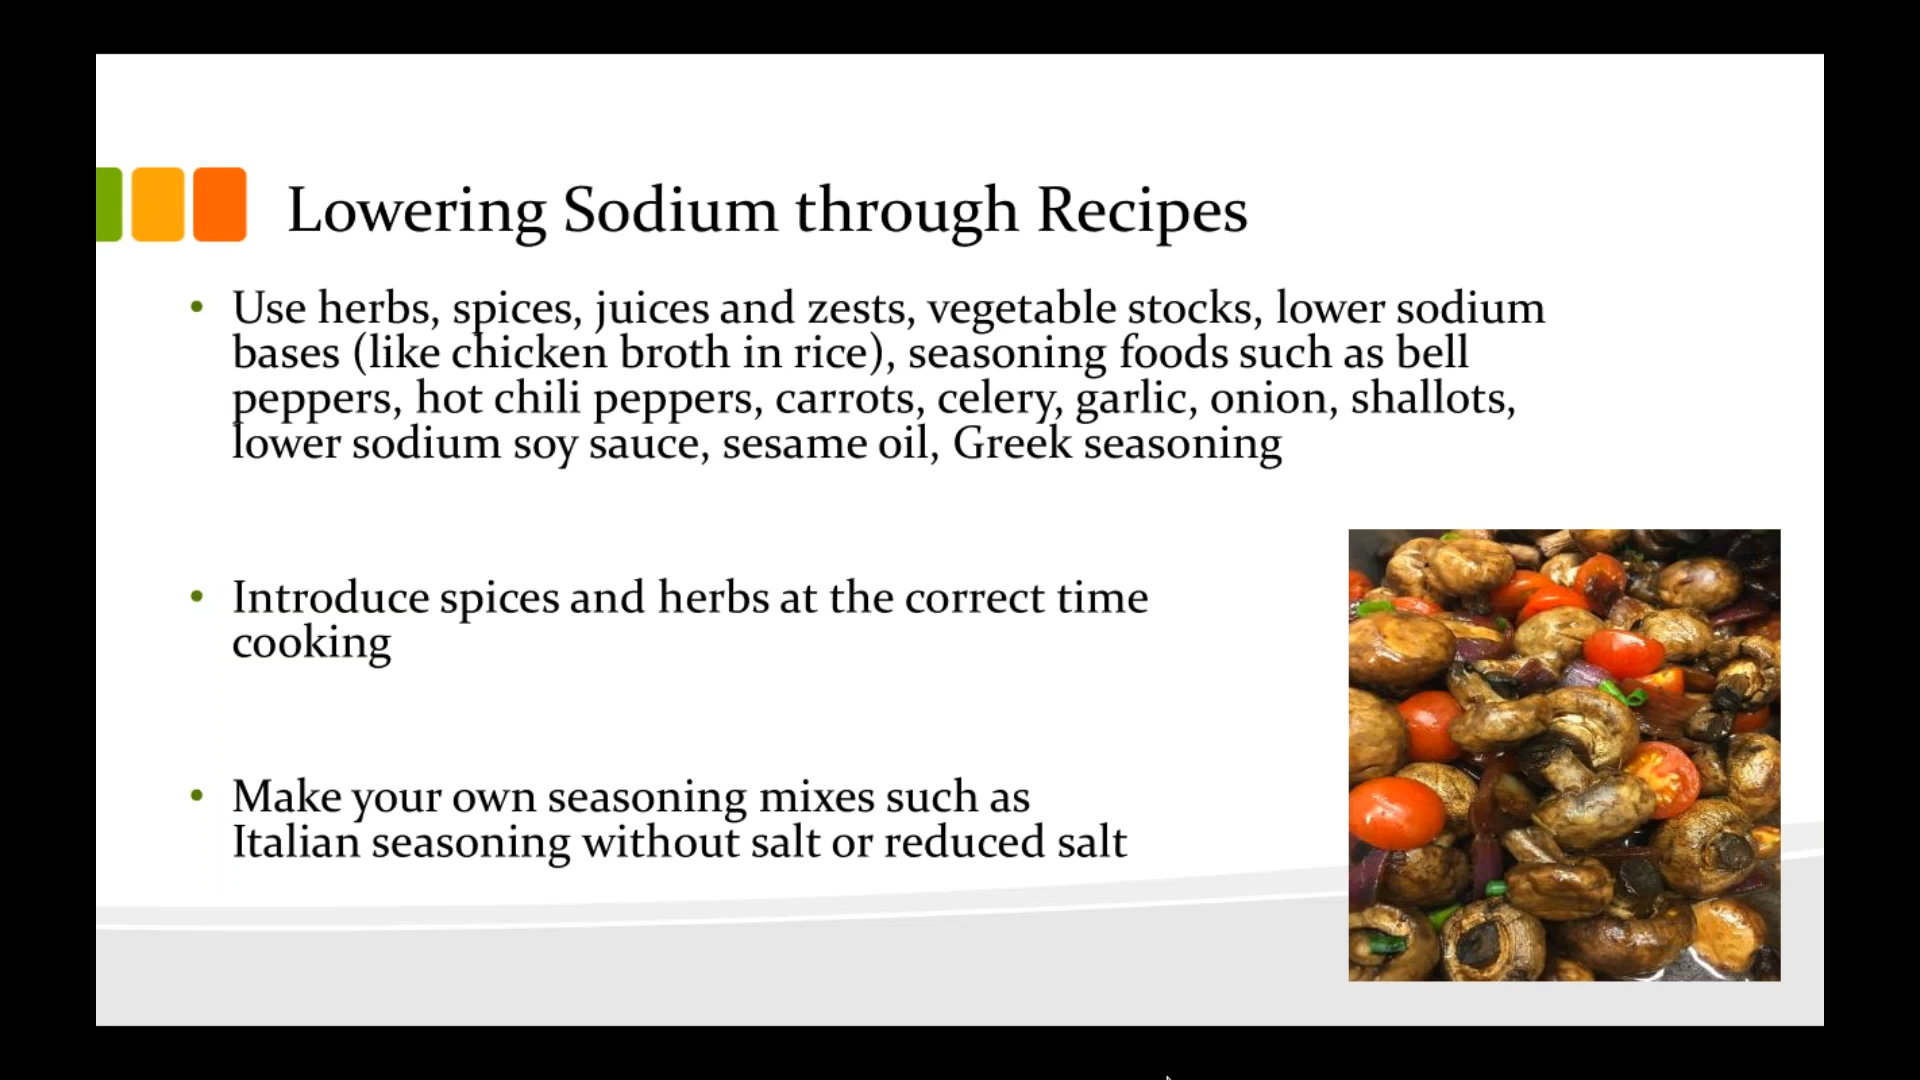 Lowering Sodium through Recipes
• Use herbs, spices, juices and zests, vegetable stocks, lower sodium
bases (like chicken broth in rice), seasoning foods such as bell
peppers, hot chili peppers, carrots, celery, garlic, onion, shallots,
lower sodium soy sauce, sesame oil, Greek seasoning
• Introduce spices and herbs at the correct time
cooking
• Make your own seasoning mixes such as
Italian seasoning without salt or reduced salt